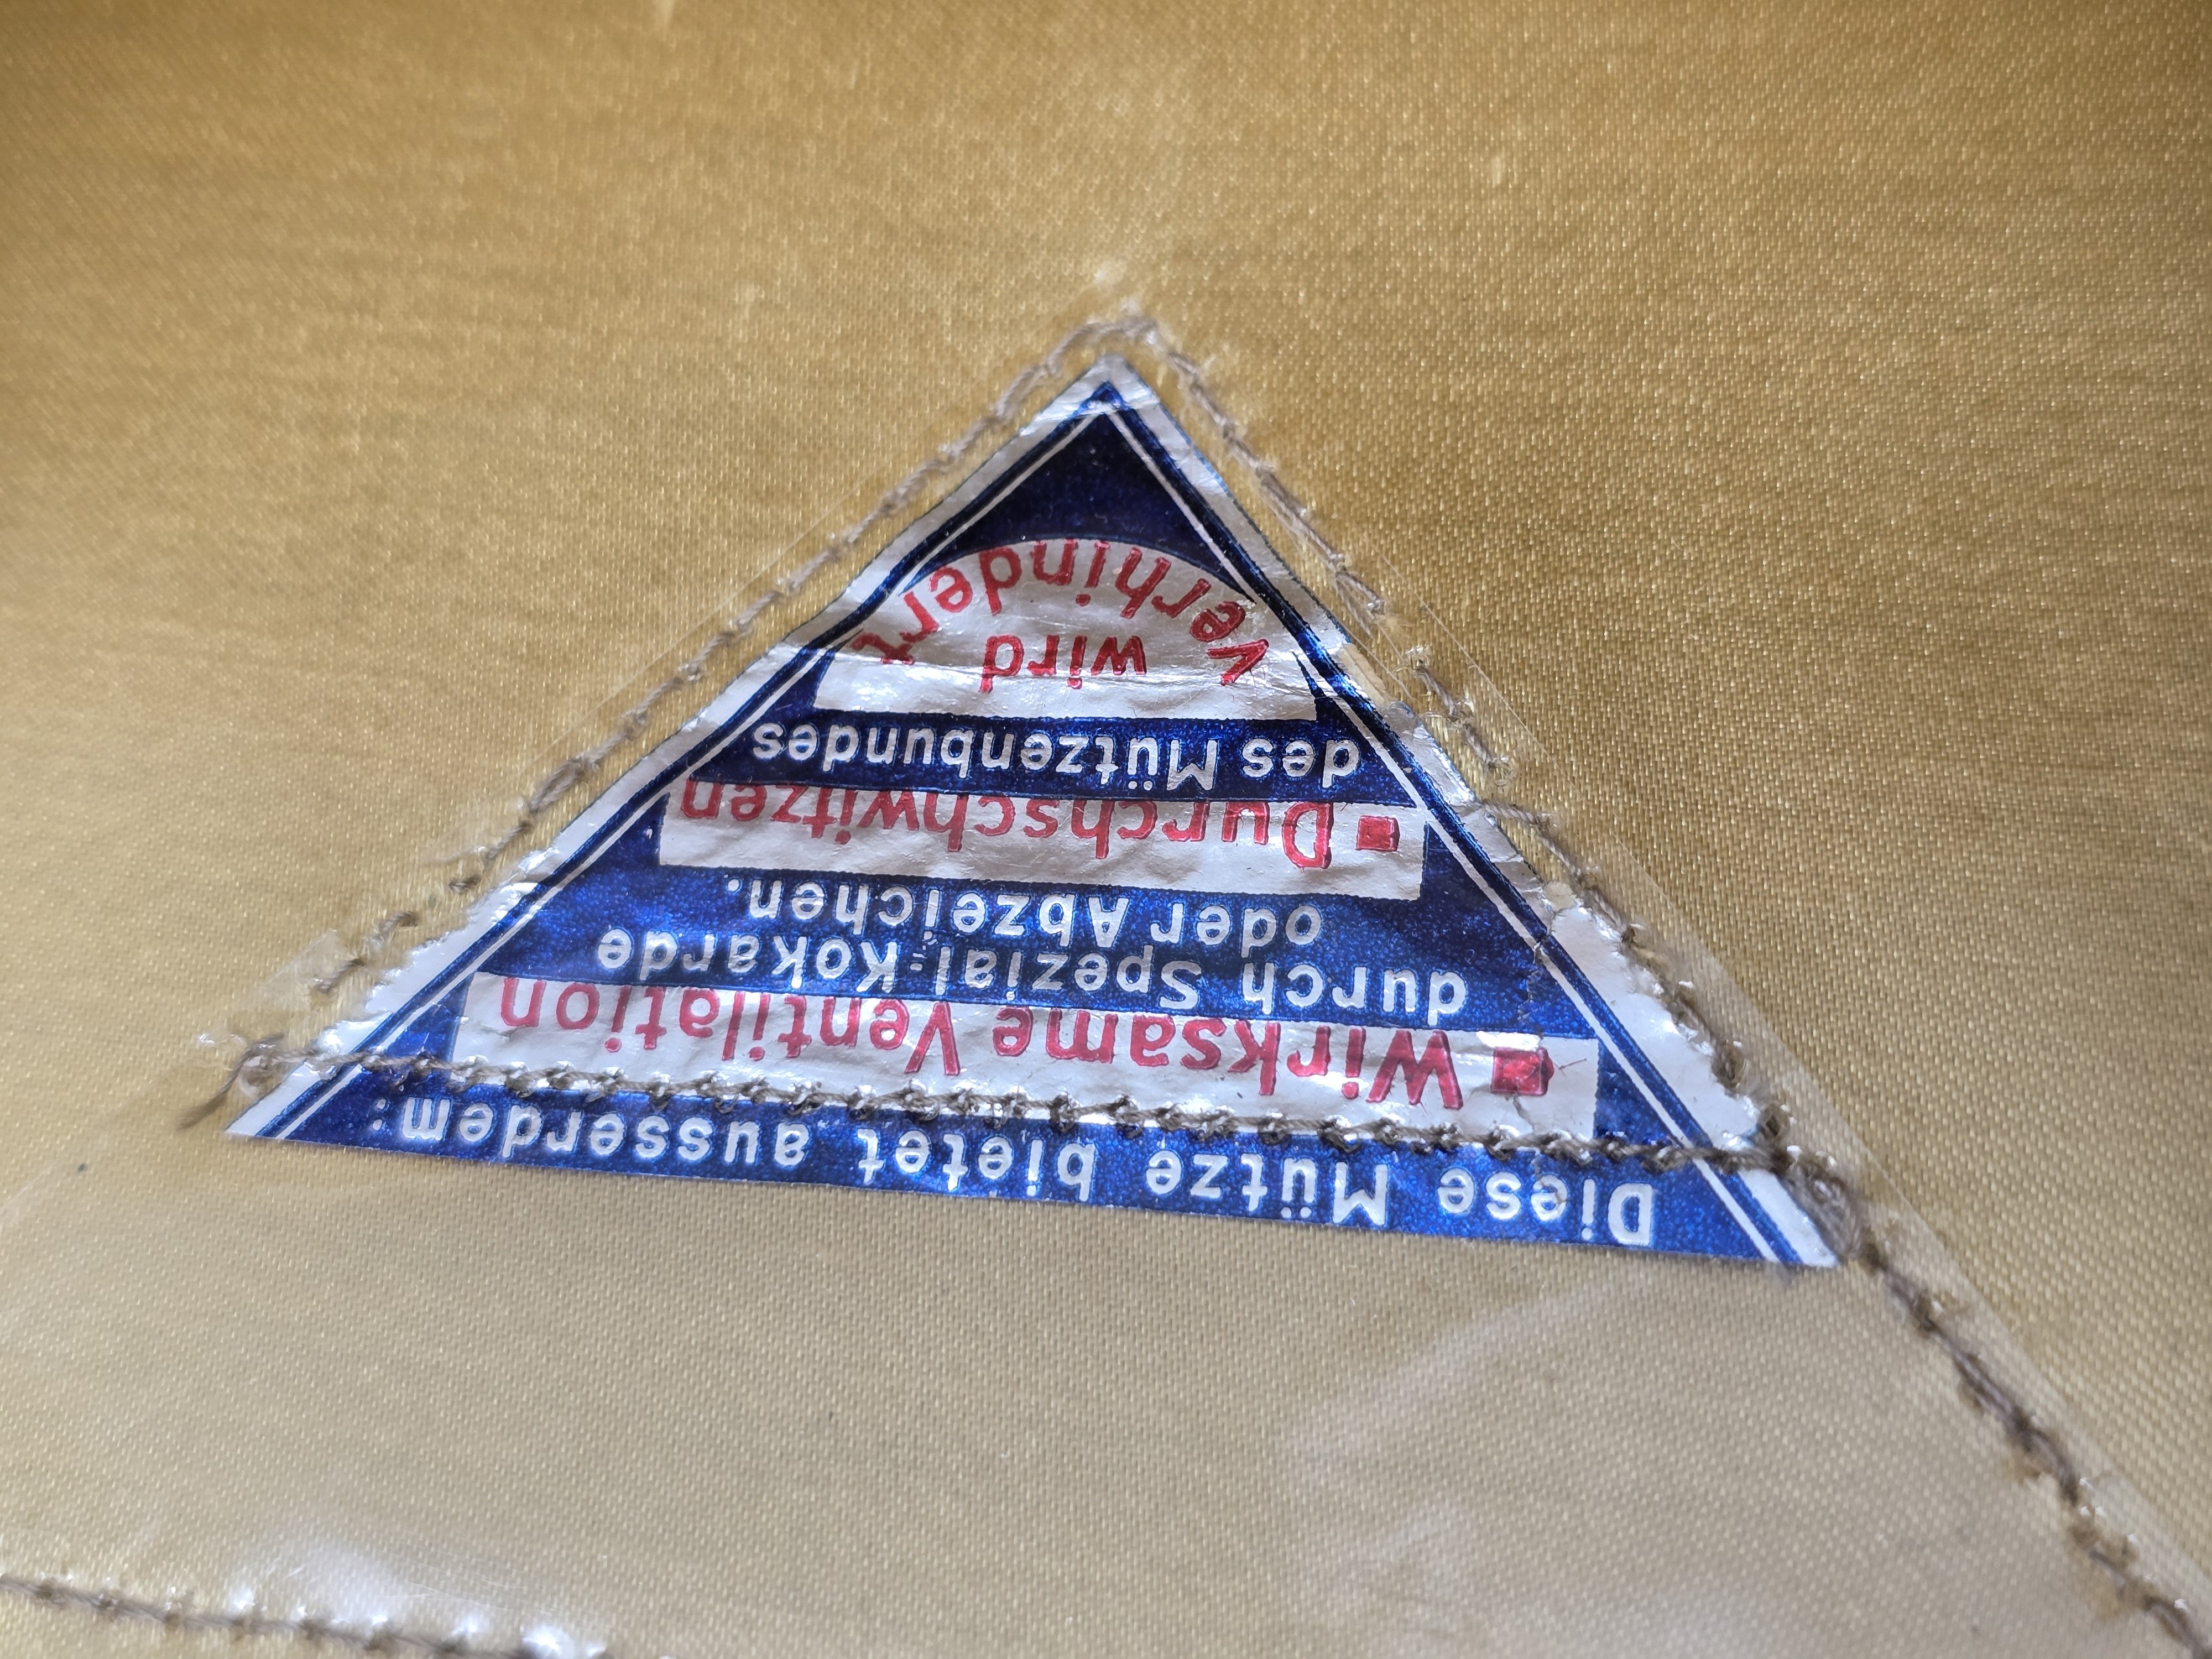 Diese Mütze bietet ausserdem:
▪ Wirksame Ventilation
durch Spezial-Kokarde
oder Abzeichen.
▪ Durchschwitzen
des Mützenbundes
wird
verhindert